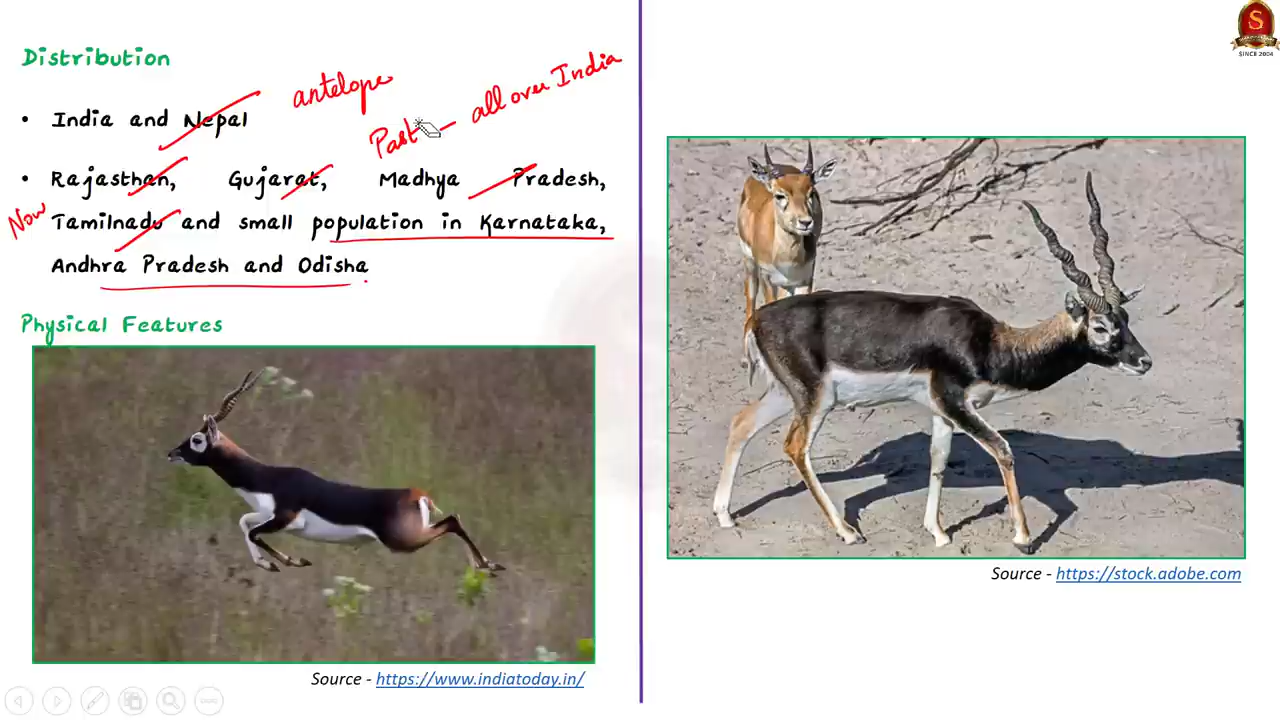 Distribution
antelope
• India and Nepal
Past - all over India
• Rajasthan, Gujarat, Madhya Pradesh,
Now
Tamilnadu and small population in Karnataka,
Andhra Pradesh and Odisha.
Physical Features
Source - https://www.indiatoday.in/
S
SINCE 2004
Source - https://stock.adobe.com